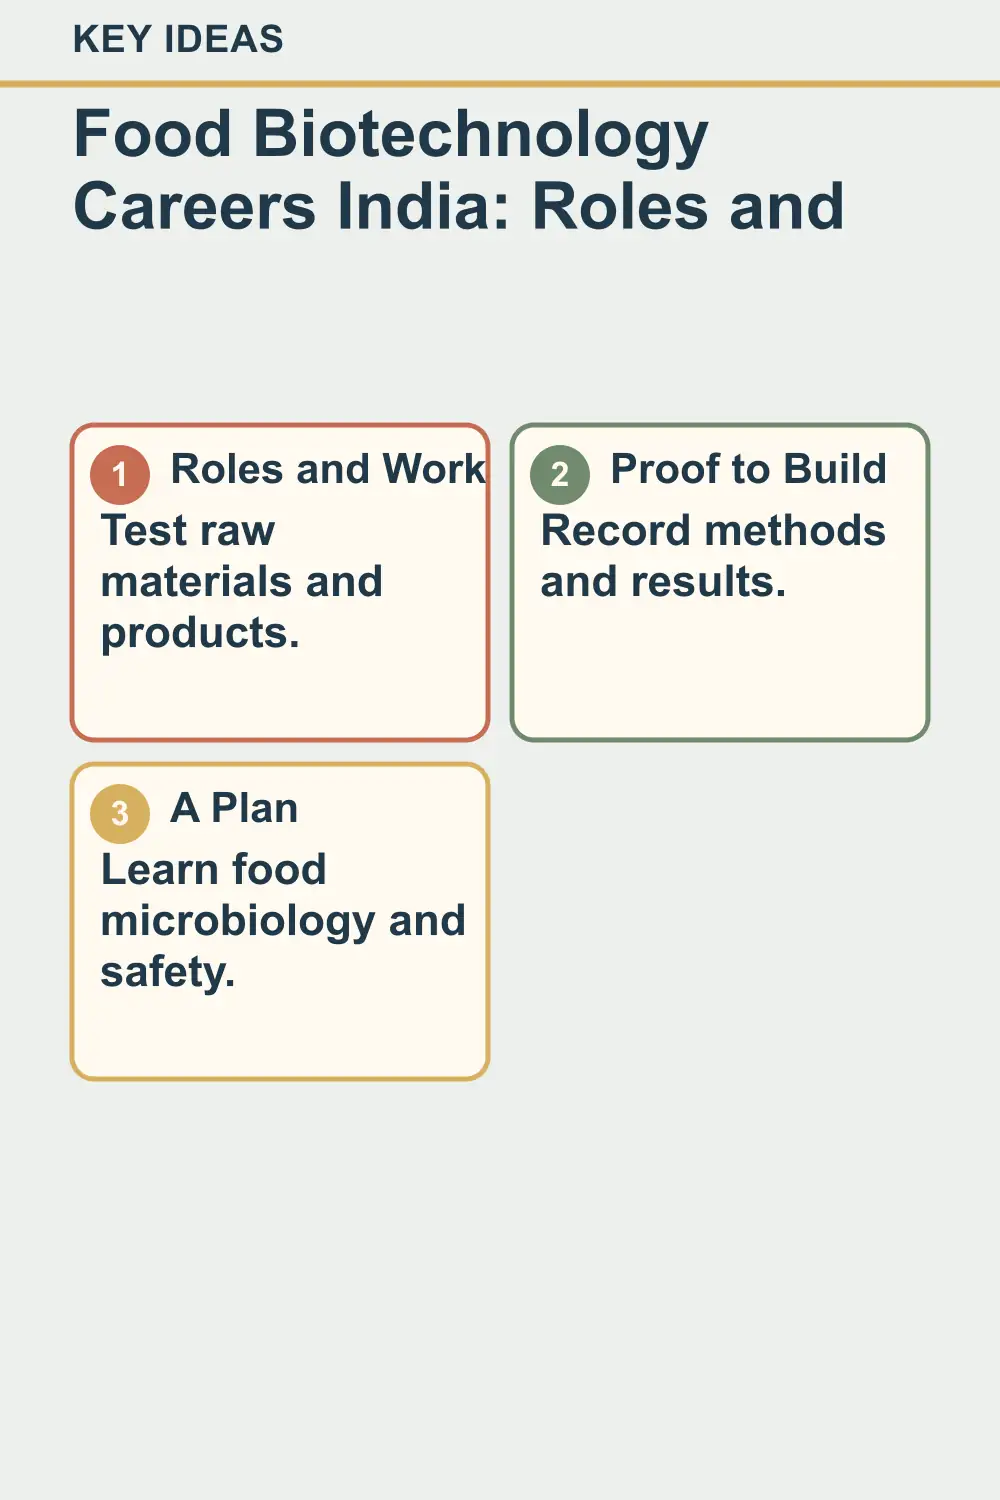 KEY IDEAS
Food Biotechnology
Careers India: Roles and
1 Roles and Work
Test raw
materials and
products.
2 Proof to Build
Record methods
and results.
3 A Plan
Learn food
microbiology and
safety.